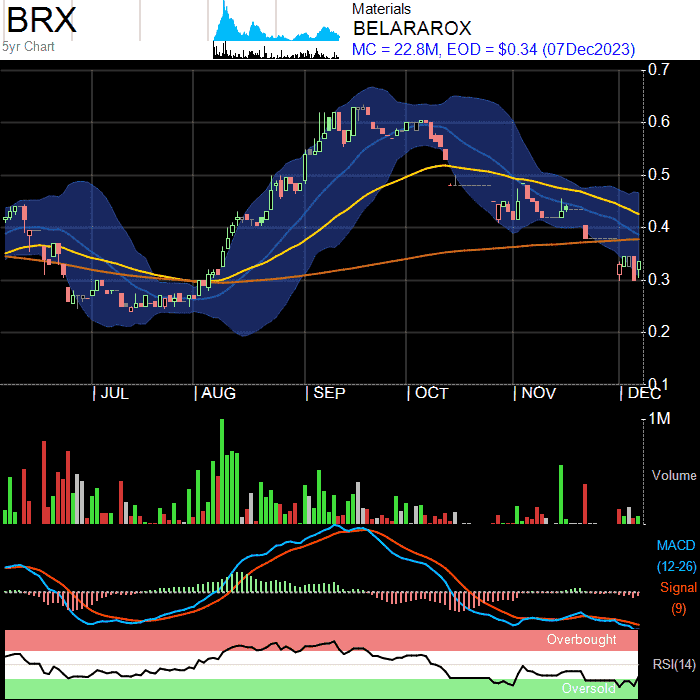 BRX
5yr Chart
Materials
BELARAROX
MC = 22.8M, EOD = $0.34 (07Dec2023)
0.7
0.6
0.5
0.4
0.3
0.2
0.1
JUL
AUG
SEP
OCT
NOV
DEC
1M
Volume
MACD
(12-26)
Signal
(9)
Overbought
RSI(14)
Oversold